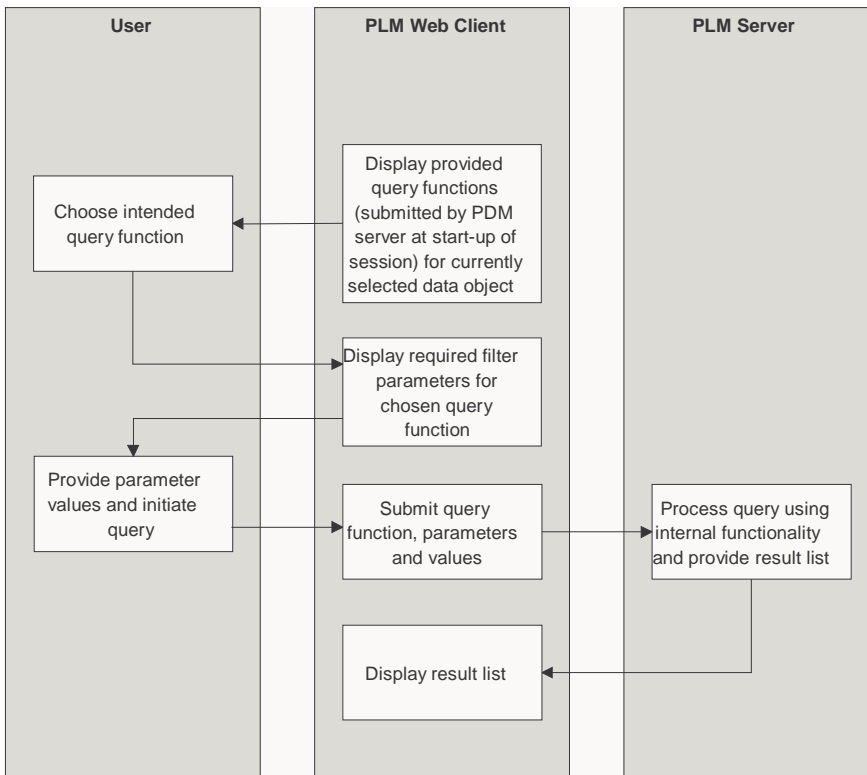 User
PLM Web Client
PLM Server
Display provided
query functions
(submitted by PDM
server at start-up of
session) for currently
selected data object
Choose intended
query function
Display required filter
parameters for
chosen query
function
Provide parameter
values and initiate
query
Submit query
function, parameters
and values
Process query using
internal functionality
and provide result list
Display result list